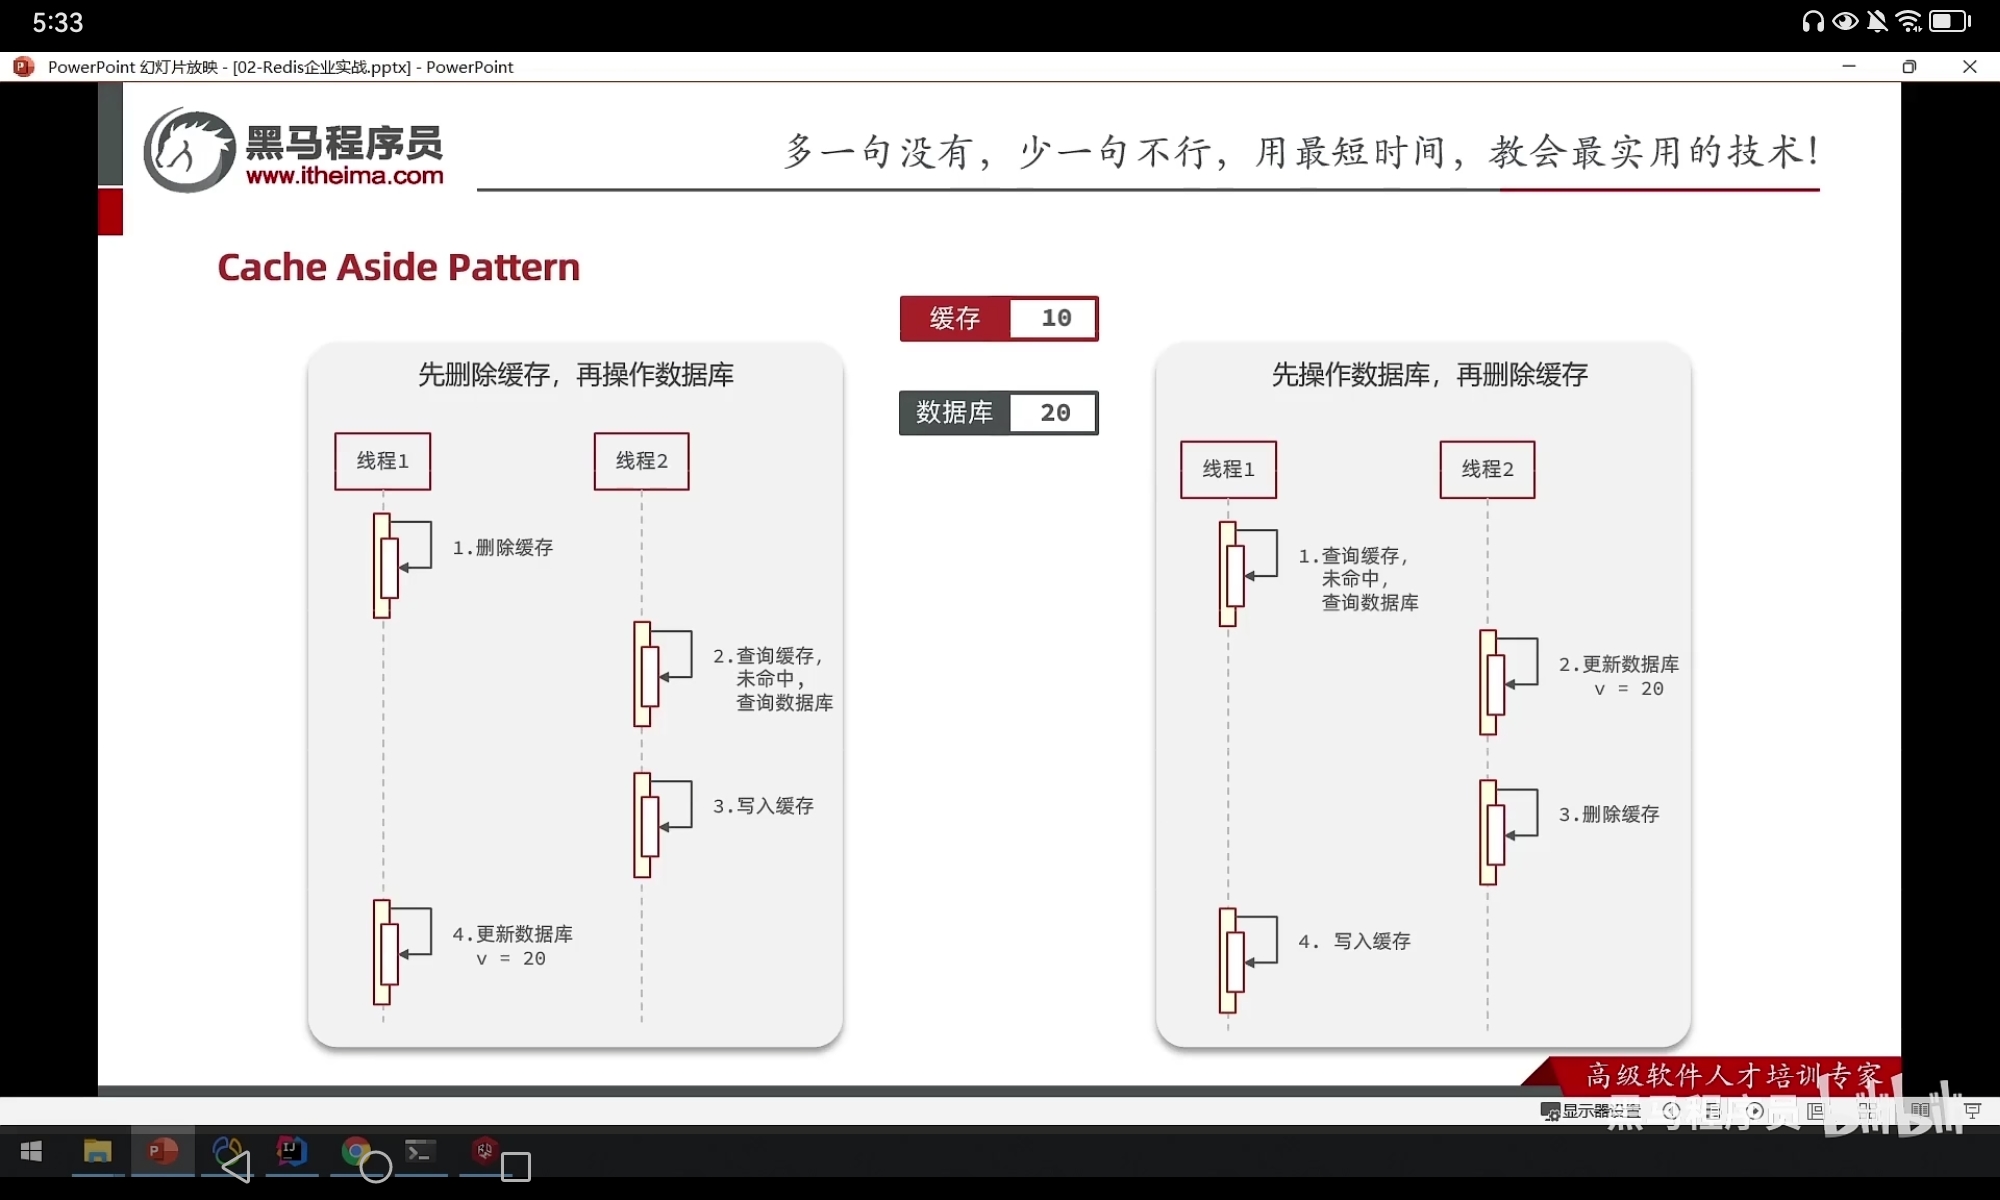 5:33
PowerPoint 幻灯片放映 - [02-Redis企业实战.pptx] - PowerPoint
黑马程序员
www.itheima.com
多一句没有，少一句不行，用最短时间，教会最实用的技术！
Cache Aside Pattern
缓存 10
数据库 20
先删除缓存，再操作数据库
线程1
线程2
1.删除缓存
2.查询缓存，
未命中，
查询数据库
3.写入缓存
4.更新数据库
v = 20
先操作数据库，再删除缓存
线程1
线程2
1.查询缓存，
未命中，
查询数据库
2.更新数据库
v = 20
3.删除缓存
4. 写入缓存
高级软件人才培训专家
显示器设置
黑马程序员 bilibili